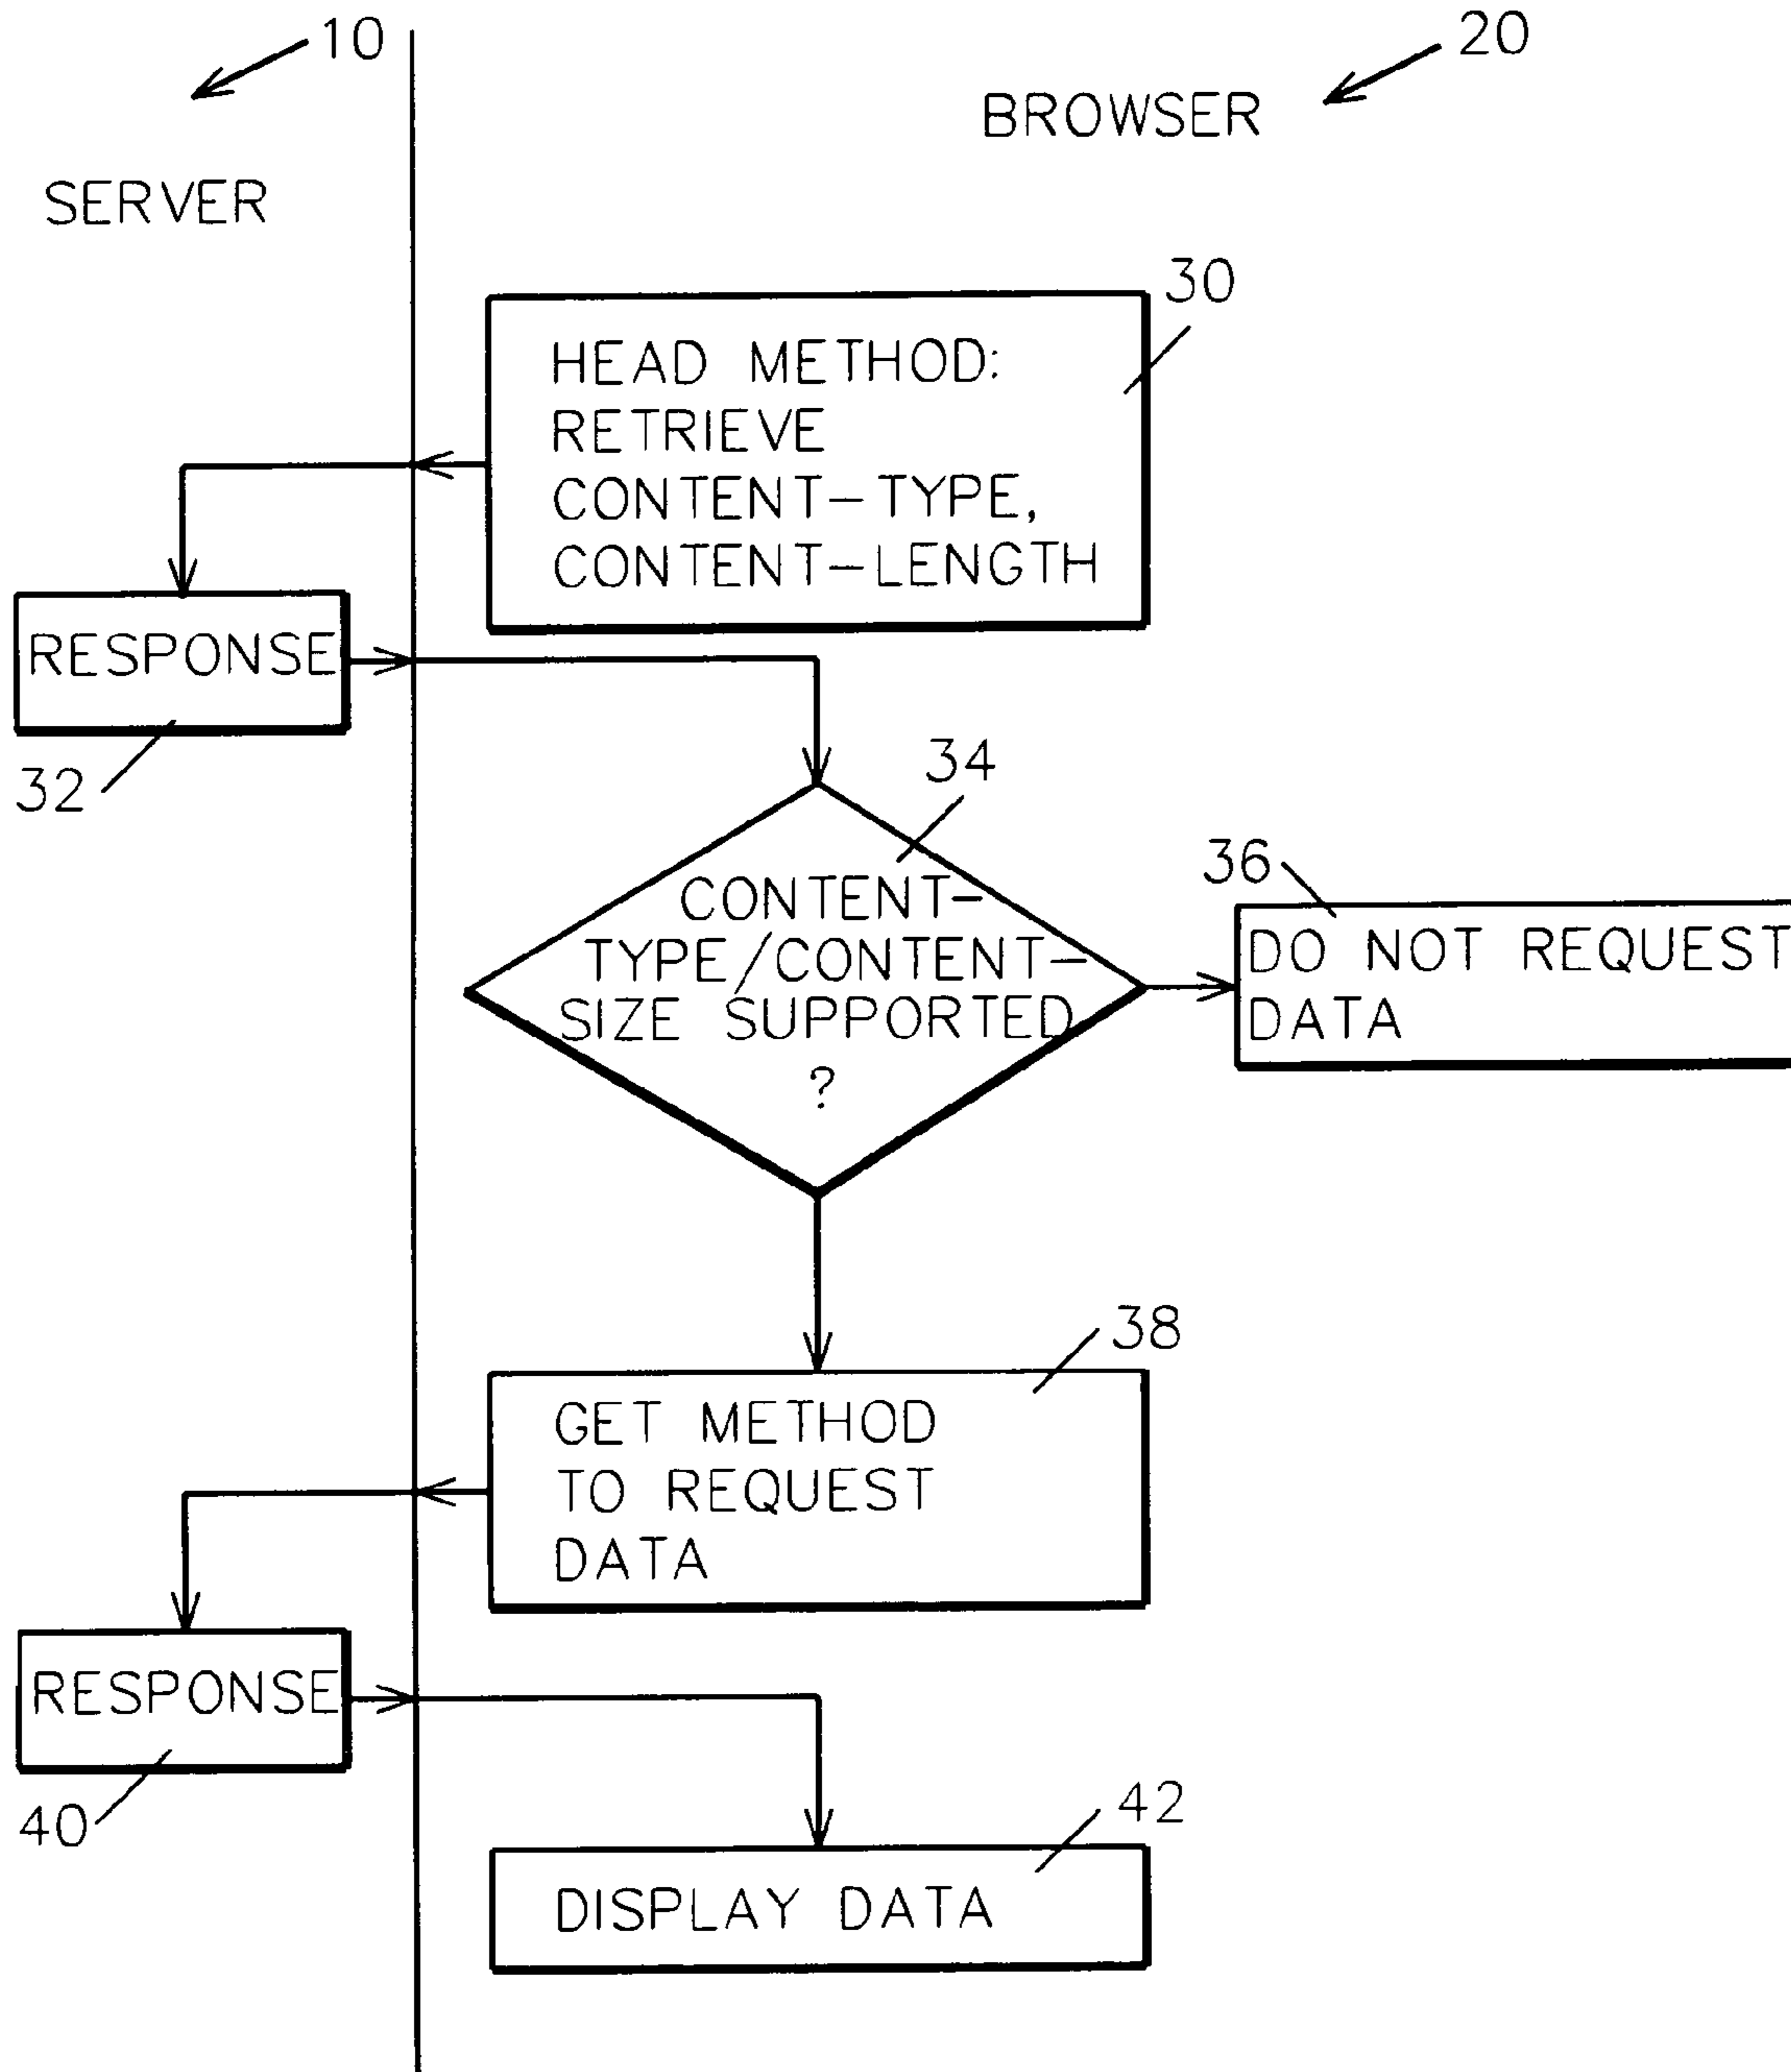 10
20
BROWSER
SERVER
30
HEAD METHOD:
RETRIEVE
CONTENT-TYPE,
CONTENT-LENGTH
RESPONSE
32
34
CONTENT-
TYPE/CONTENT-
SIZE SUPPORTED
?
36
DO NOT REQUEST
DATA
38
GET METHOD
TO REQUEST
DATA
RESPONSE
40
42
DISPLAY DATA